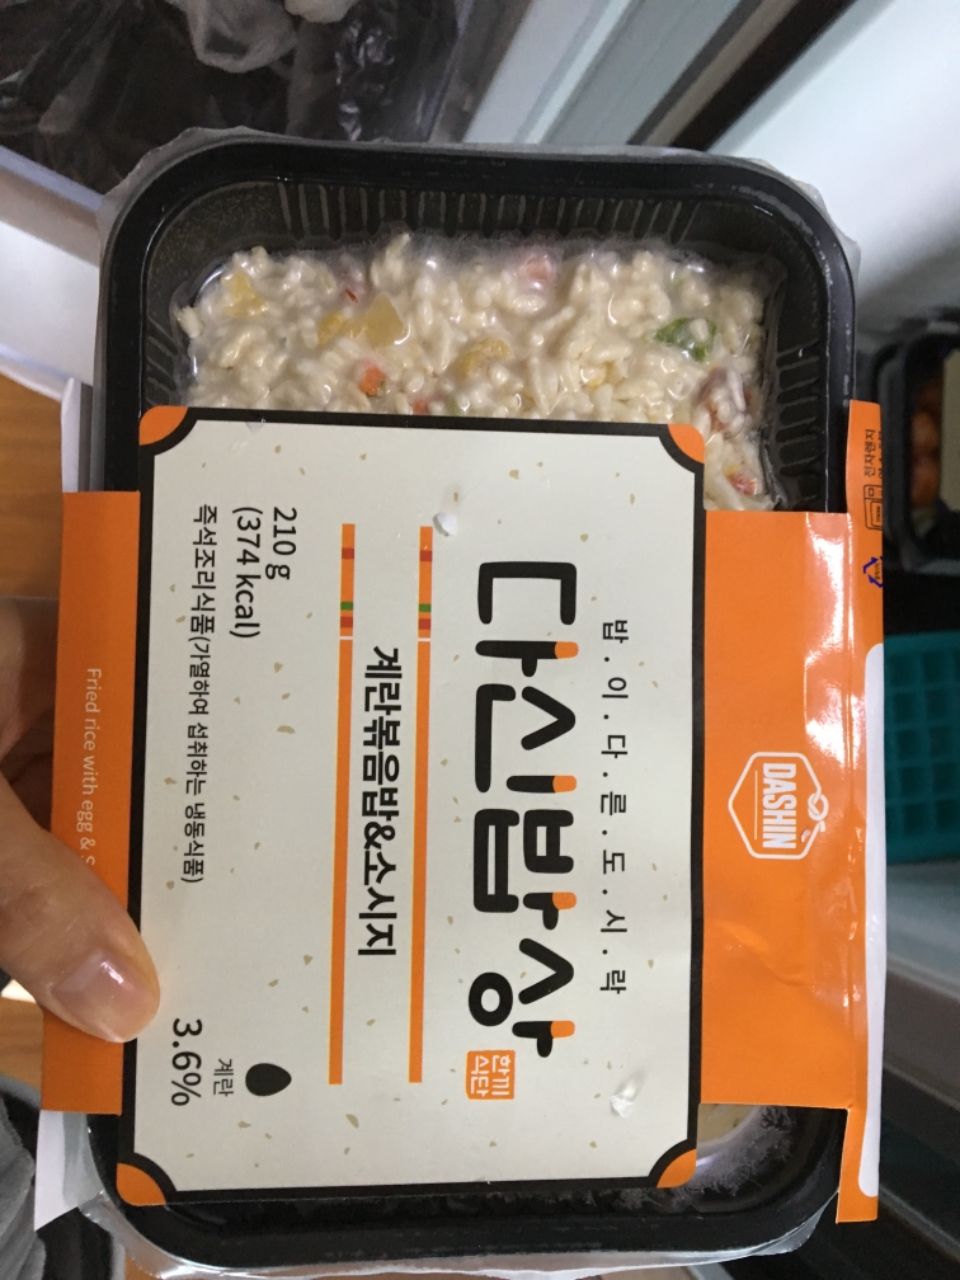 밥.이.다.른.도.시.락
다신밥상
한끼
식단
계란볶음밥&소시지
210 g
(374 kcal)
즉석조리식품(가열하여 섭취하는 냉동식품)
계란
3.6%
DASHIN
Fried rice with egg &